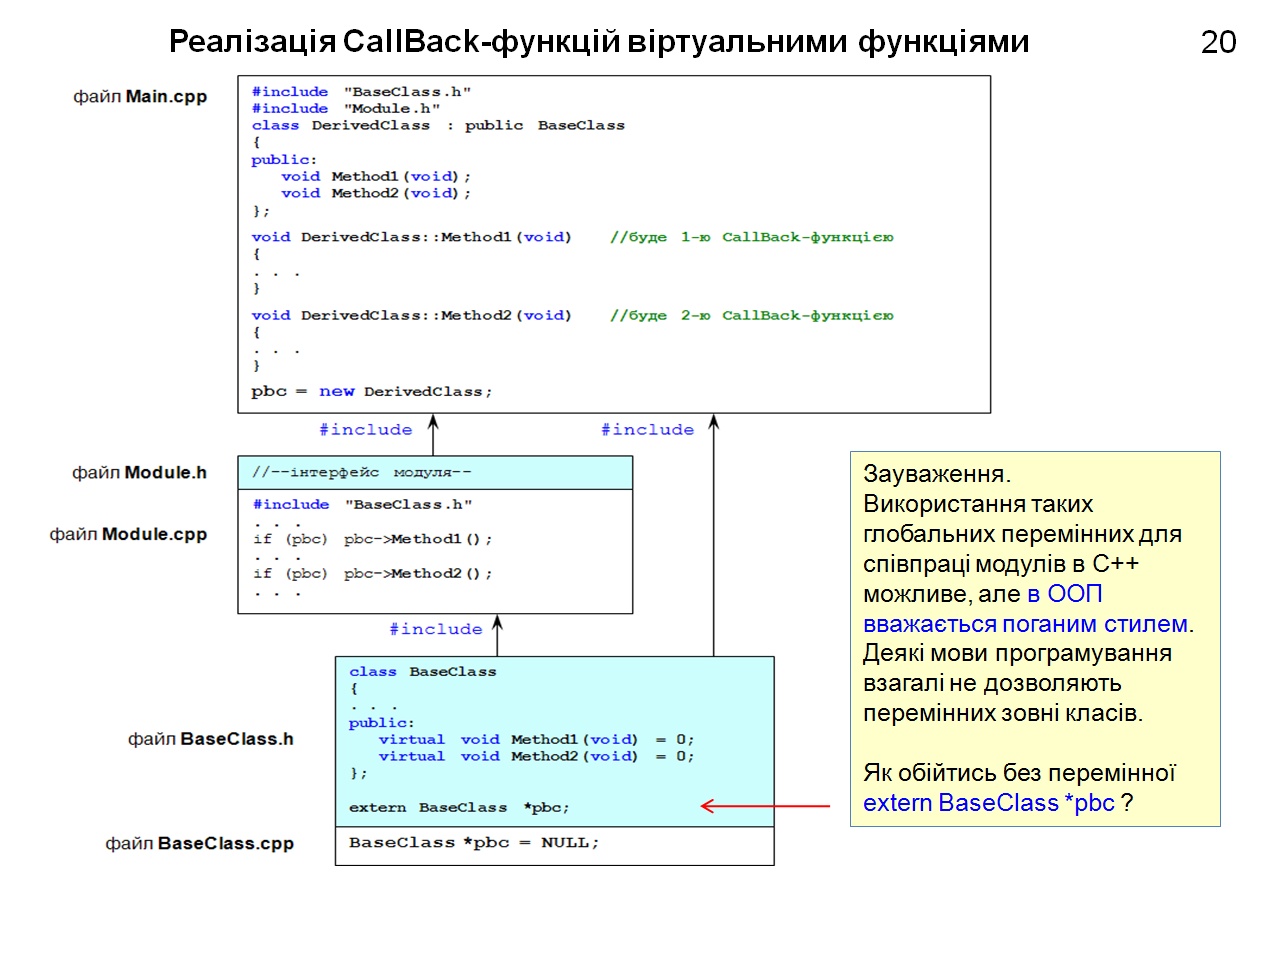 Реалізація CallBack-функцій віртуальними функціями
20
файл Main.cpp
#include "BaseClass.h"
#include "Module.h"
class DerivedClass : public BaseClass
{
public:
void Method1(void);
void Method2(void);
};
void DerivedClass::Method1(void) //буде 1-ю CallBack-функцією
{
. . .
}
void DerivedClass::Method2(void) //буде 2-ю CallBack-функцією
{
. . .
}
pbc = new DerivedClass;
#include
#include
файл Module.h
//--інтерфейс модуля--
файл Module.cpp
#include "BaseClass.h"
. . .
if (pbc) pbc->Method1();
. . .
if (pbc) pbc->Method2();
. . .
#include
файл BaseClass.h
class BaseClass
{
. . .
public:
virtual void Method1(void) = 0;
virtual void Method2(void) = 0;
};
extern BaseClass *pbc;
файл BaseClass.cpp
BaseClass *pbc = NULL;
Зауваження.
Використання таких
глобальних перемінних для
співпраці модулів в С++
можливе, але в ООП
вважається поганим стилем.
Деякі мови програмування
взагалі не дозволяють
перемінних зовні класів.
Як обійтись без перемінної
extern BaseClass *pbc ?